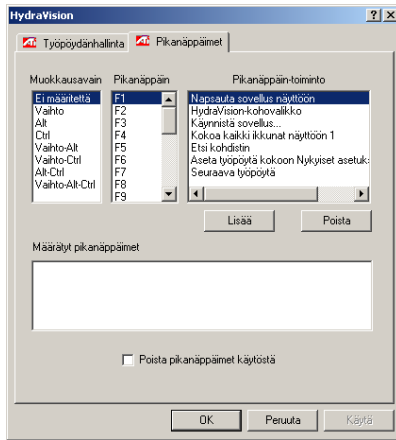 HydraVision
Työpöydänhallinta
Pikanäppäimet
Muokkausavain
Pikanäppäin
Pikanäppäin-toiminto
Ei määritettä
Vaihto
Alt
Ctrl
Vaihto-Alt
Vaihto-Ctrl
Alt-Ctrl
Vaihto-Alt-Ctrl
F1
F2
F3
F4
F5
F6
F7
F8
F9
Napsauta sovellus näyttöön
HydraVision-kohovalikko
Käynnistä sovellus...
Kokoa kaikki ikkunat näyttöön 1
Etsi kohdistin
Aseta työpöytä kokoon Nykyiset asetuk:
Seuraava työpöytä
Lisää
Poista
Määrätyt pikanäppäimet
Poista pikanäppäimet käytöstä
OK
Peruuta
Käytä